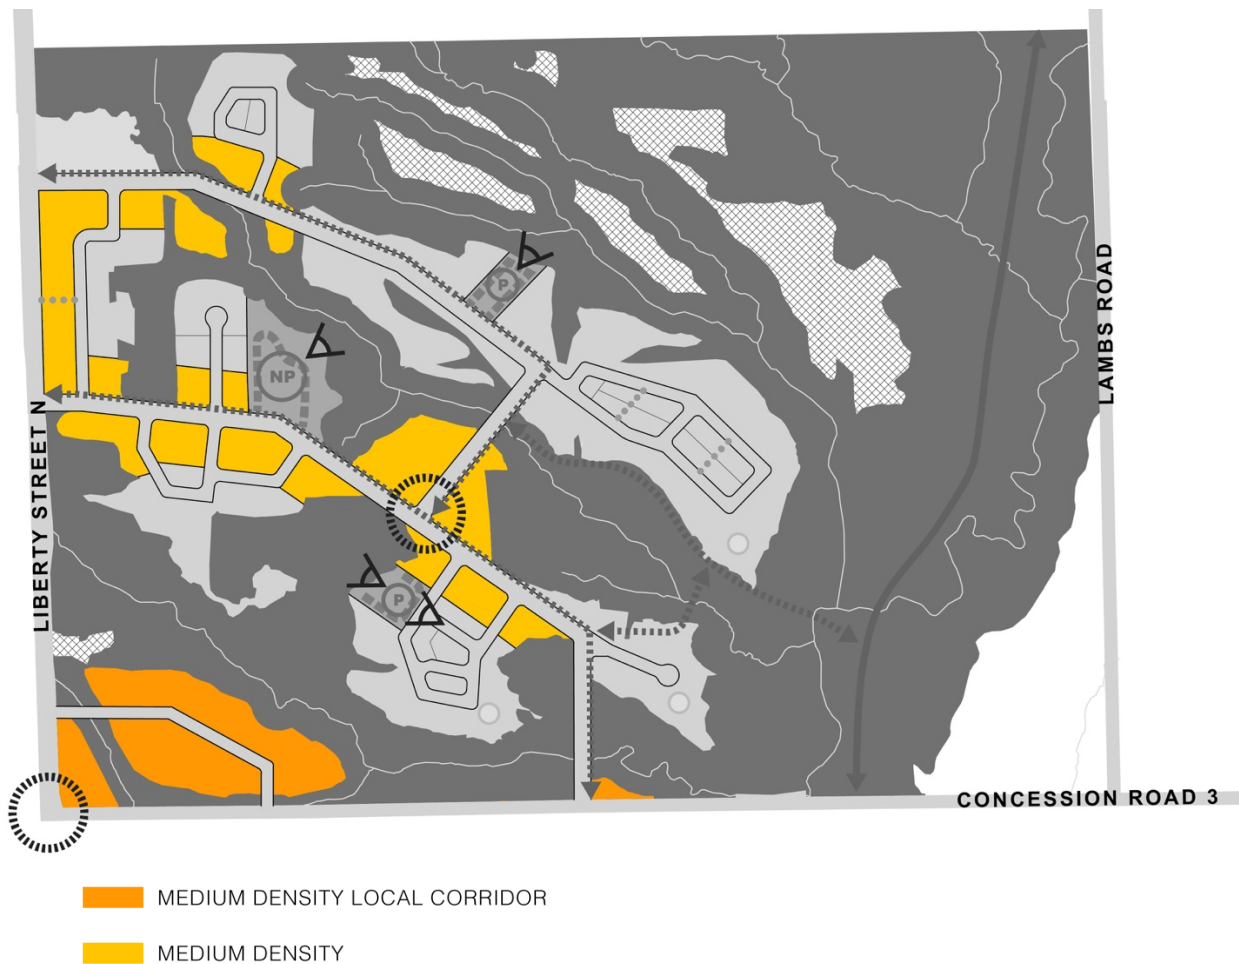 P
NP
LAMBS ROAD
LIBERTY STREET N
P
CONCESSION ROAD 3
MEDIUM DENSITY LOCAL CORRIDOR
MEDIUM DENSITY